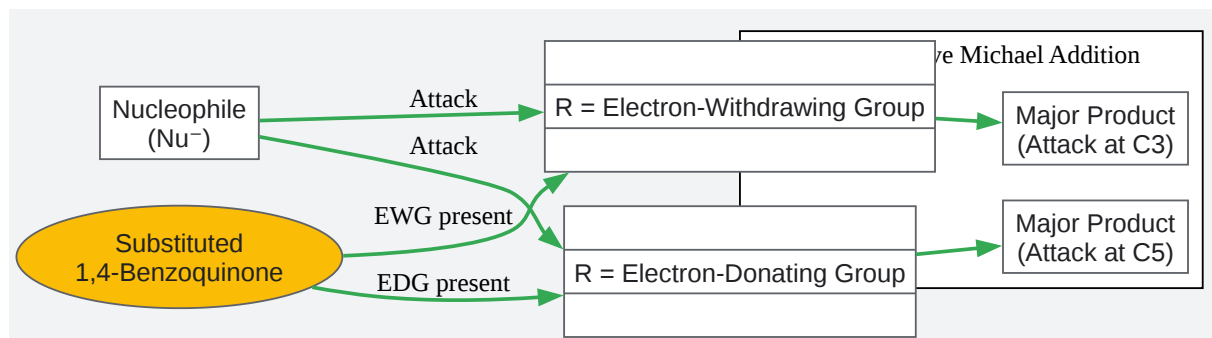 Nucleophile
(Nu⁻)
Substituted
1,4-Benzoquinone
Attack
Attack
EWG present
EDG present
R = Electron-Withdrawing Group
R = Electron-Donating Group
Michael Addition
Major Product
(Attack at C3)
Major Product
(Attack at C5)